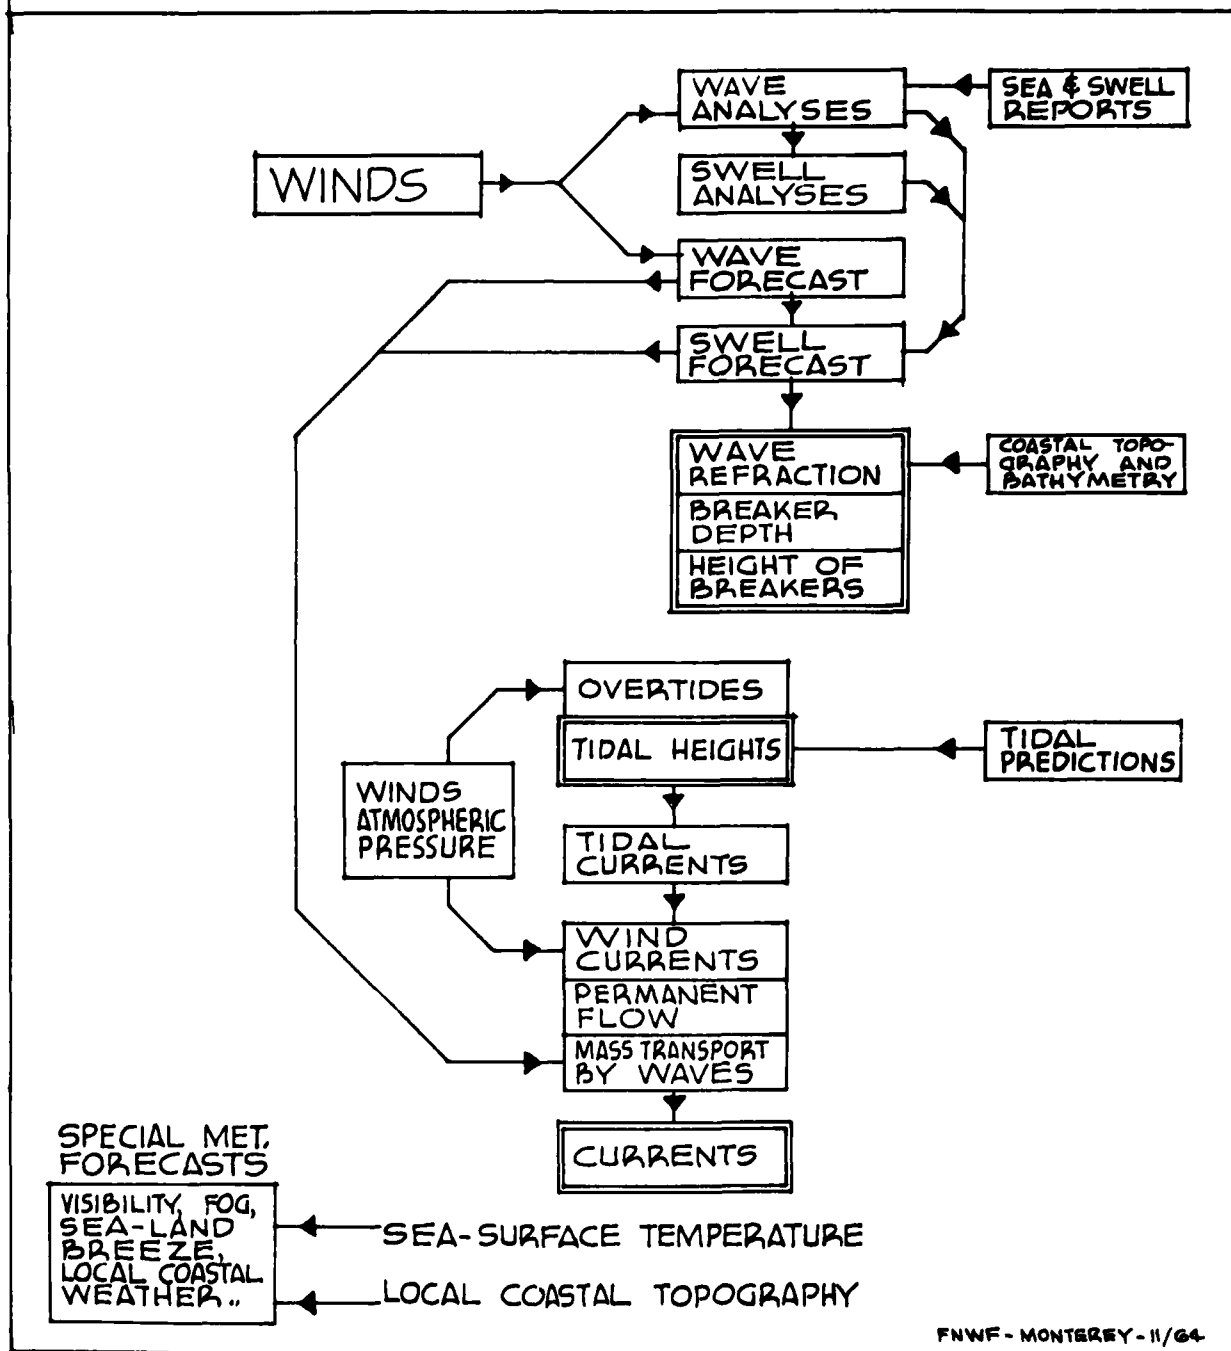 WAVE
ANALYSES
SEA & SWELL
REPORTS
WINDS
SWELL
ANALYSES
WAVE
FORECAST
SWELL
FORECAST
WAVE
REFRACTION
COASTAL TOPO-
GRAPHY AND
BATHYMETRY
BREAKER
DEPTH
HEIGHT OF
BREAKERS
OVERTIDES
TIDAL HEIGHTS
TIDAL
PREDICTIONS
WINDS
ATMOSPHERIC
PRESSURE
TIDAL
CURRENTS
WIND
CURRENTS
PERMANENT
FLOW
MASS TRANSPORT
BY WAVES
CURRENTS
SPECIAL MET.
FORECASTS
VISIBILITY, FOG,
SEA-LAND
BREEZE,
LOCAL COASTAL
WEATHER..
SEA-SURFACE TEMPERATURE
LOCAL COASTAL TOPOGRAPHY
FNWF - MONTEREY - 11/64